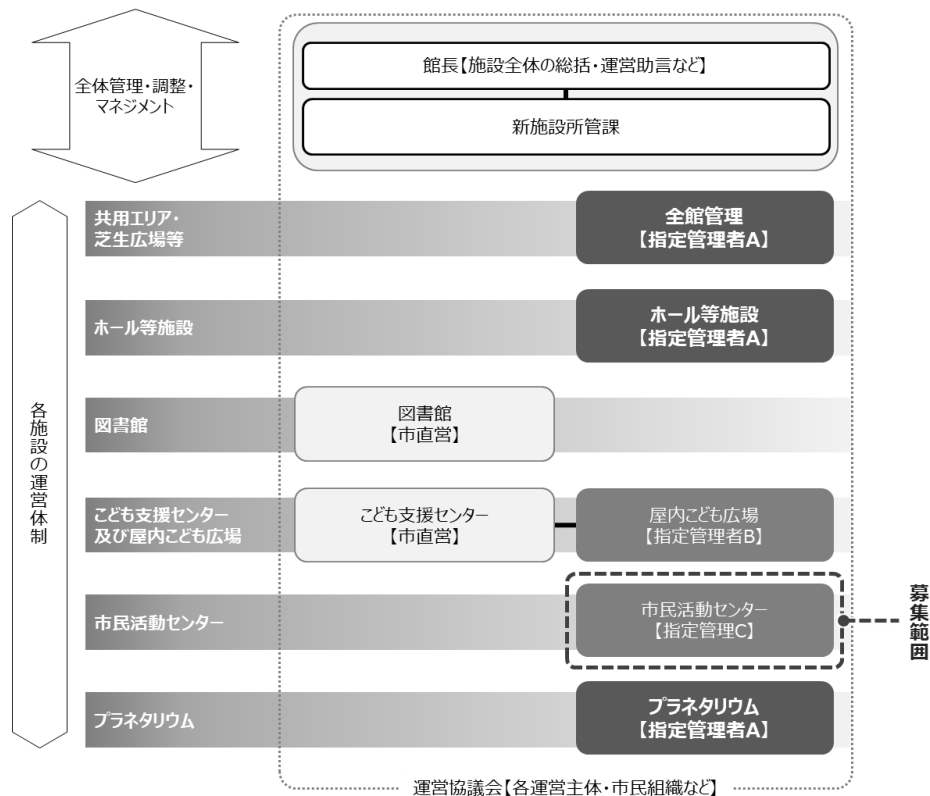 全体管理・調整・
マネジメント
館長【施設全体の総括・運営助言など】
新施設所管課
各施設の運営体制
共用エリア・
芝生広場等
全館管理
【指定管理者A】
ホール等施設
ホール等施設
【指定管理者A】
図書館
図書館
【市直営】
こども支援センター
及び屋内こども広場
こども支援センター
【市直営】
屋内こども広場
【指定管理者B】
市民活動センター
市民活動センター
【指定管理C】
募集範囲
プラネタリウム
プラネタリウム
【指定管理者A】
運営協議会【各運営主体・市民組織など】